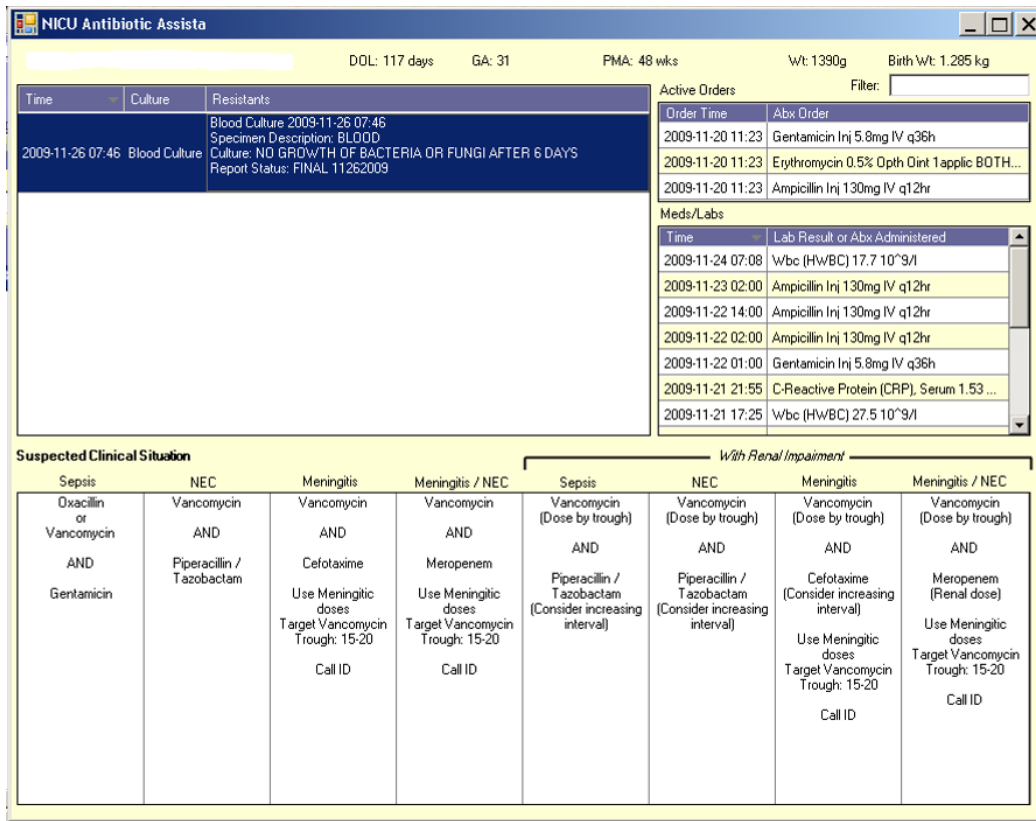 NICU Antibiotic Assista
DOL: 117 days GA: 31 PMA: 48 wks Wt: 1390g Birth Wt: 1.285 kg
Time Culture Resistants
2009-11-26 07:46 Blood Culture
Blood Culture 2009-11-26 07:46
Specimen Description: BLOOD
Culture: NO GROWTH OF BACTERIA OR FUNGI AFTER 6 DAYS
Report Status: FINAL 11262009
Active Orders Filter:
Order Time Abx Order
2009-11-20 11:23 Gentamicin Inj 5.8mg IV q36h
2009-11-20 11:23 Erythromycin 0.5% Opth Oint 1applic BOTH...
2009-11-20 11:23 Ampicillin Inj 130mg IV q12hr
Meds/Labs
Time Lab Result or Abx Administered
2009-11-24 07:08 Wbc (HWBC) 17.7 10^9/l
2009-11-23 02:00 Ampicillin Inj 130mg IV q12hr
2009-11-22 14:00 Ampicillin Inj 130mg IV q12hr
2009-11-22 02:00 Ampicillin Inj 130mg IV q12hr
2009-11-22 01:00 Gentamicin Inj 5.8mg IV q36h
2009-11-21 21:55 C-Reactive Protein (CRP), Serum 1.53 ...
2009-11-21 17:25 Wbc (HWBC) 27.5 10^9/l
Suspected Clinical Situation
With Renal Impairment
Sepsis
Oxacillin
or
Vancomycin
AND
Gentamicin
NEC
Vancomycin
AND
Piperacillin /
Tazobactam
Meningitis
Vancomycin
AND
Cefotaxime
Use Meningitic
doses
Target Vancomycin
Trough: 15-20
Call ID
Meningitis / NEC
Vancomycin
AND
Meropenem
Use Meningitic
doses
Target Vancomycin
Trough: 15-20
Call ID
Sepsis
Vancomycin
(Dose by trough)
AND
Piperacillin /
Tazobactam
(Consider increasing
interval)
NEC
Vancomycin
(Dose by trough)
AND
Piperacillin /
Tazobactam
(Consider increasing
interval)
Meningitis
Vancomycin
(Dose by trough)
AND
Cefotaxime
(Consider increasing
interval)
Use Meningitic
doses
Target Vancomycin
Trough: 15-20
Call ID
Meningitis / NEC
Vancomycin
(Dose by trough)
AND
Meropenem
(Renal dose)
Use Meningitic
doses
Target Vancomycin
Trough: 15-20
Call ID